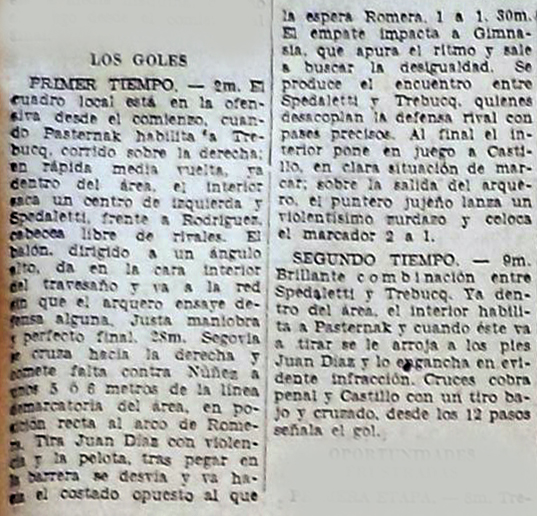 LOS GOLES
PRIMER TIEMPO. — 2m. El
cuadro local está en la ofen-
siva desde el comienzo, cuan-
do Pasternak habilita a Tre-
bucq, corrido sobre la derecha;
en rápida media vuelta, ya
dentro del área, el interior
saca un centro de izquierda y
Spedaletti, frente a Rodríguez,
cabecea libre de rivales. El
balón, dirigido a un ángulo
alto, da en la cara interior
del travesaño y va a la red
sin que el arquero ensaye de-
fensa alguna. Justa maniobra
y perfecto final. 28m. Segovia
se cruza hacia la derecha y
comete falta contra Núñez a
unos 5 ó 6 metros de la línea
demarcatoria del área, en po-
sición recta al arco de Rome-
ra. Tira Juan Díaz con violen-
cia y la pelota, tras pegar en
la barrera se desvía y va ha-
cia el costado opuesto al que
la espera Romera. 1 a 1. 30m.
El empate impacta a Gimna-
sia, que apura el ritmo y sale
a buscar la desigualdad. Se
produce el encuentro entre
Spedaletti y Trebucq, quienes
desacoplan la defensa rival con
pases precisos. Al final el in-
terior pone en juego a Casti-
llo, en clara situación de mar-
car; sobre la salida del arque-
ro, el puntero jujeño lanza un
violentísimo zurdazo y coloca
el marcador 2 a 1.
SEGUNDO TIEMPO. — 9m.
Brillante combinación entre
Spedaletti y Trebucq. Ya den-
tro del área, el interior habili-
ta a Pasternak y cuando éste va
a tirar se le arroja a los pies
Juan Díaz y lo engancha en evi-
dente infracción. Cruces cobra
penal y Castillo con un tiro ba-
jo y cruzado, desde los 12 pasos
señala el gol.
OPORTUNIDADES